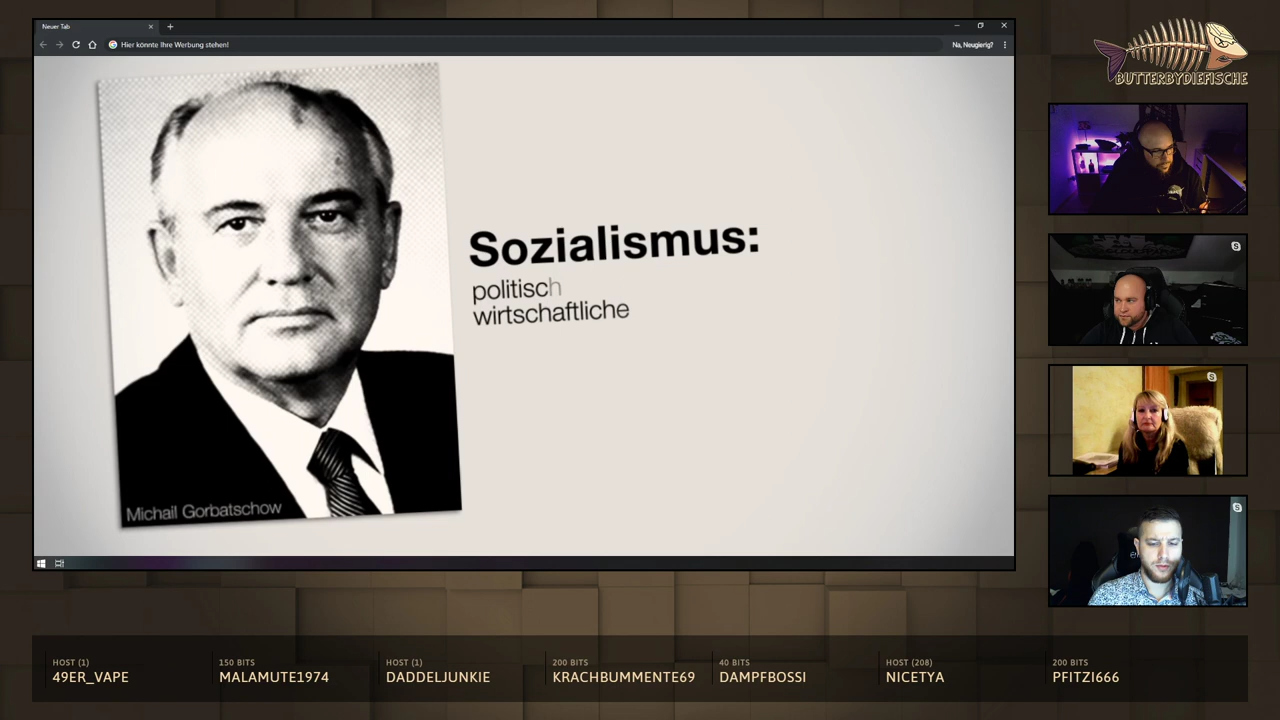 Neuer Tab
Hier könnte Ihre Werbung stehen!
Na, Neugierig?
BUTTERBYDIEFISCHE
Sozialismus:
politisch
wirtschaftliche
Michail Gorbatschow
HOST (1)
49ER_VAPE
150 BITS
MALAMUTE1974
HOST (1)
DADDELJUNKIE
200 BITS
KRACHBUMMENTE69
40 BITS
DAMPFBOSSI
HOST (208)
NICETYA
200 BITS
PFITZI666